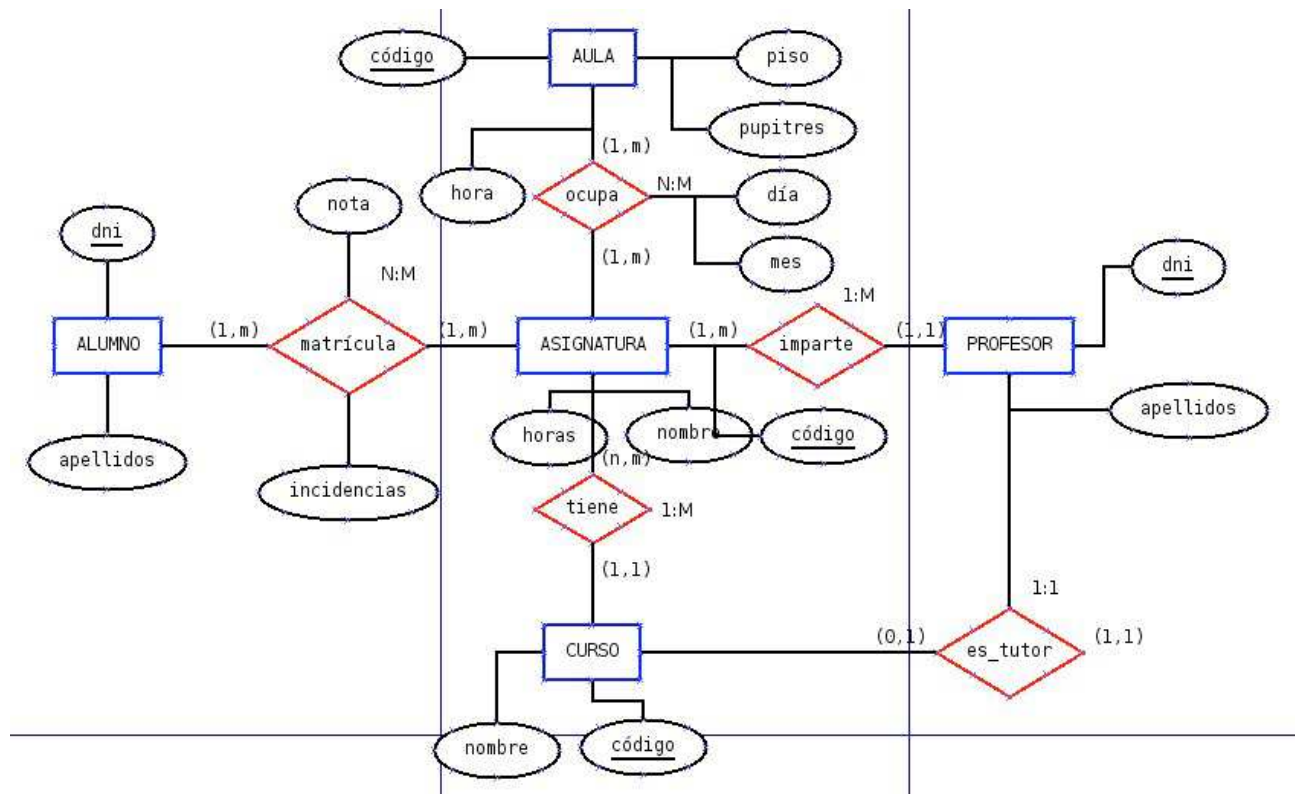 código
AULA
piso
pupitres
(1,m)
hora
ocupa
N:M
día
nota
dni
(1,m)
mes
dni
N:M
1:M
ALUMNO
(1,m)
matrícula
(1,m)
ASIGNATURA
(1,m)
imparte
(1,1)
PROFESOR
apellidos
horas
nombre
código
apellidos
(n,m)
incidencias
tiene
1:M
(1,1)
1:1
CURSO
(0,1)
es_tutor
(1,1)
nombre
código